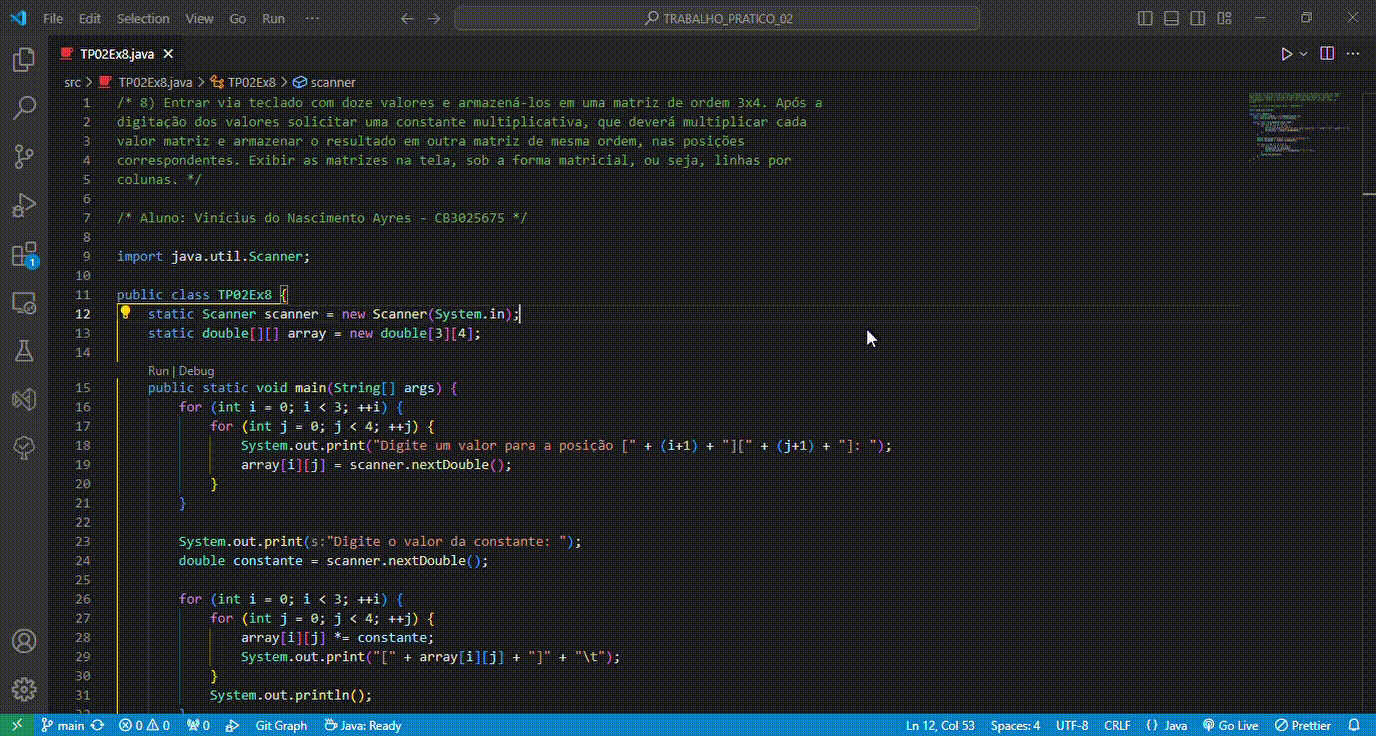 File Edit Selection View Go Run ··· TRABALHO_PRATICO_02
TP02Ex8.java
src > TP02Ex8.java > TP02Ex8 > scanner
1 /* 8) Entrar via teclado com doze valores e armazená-los em uma matriz de ordem 3x4. Após a
2 digitação dos valores solicitar uma constante multiplicativa, que deverá multiplicar cada
3 valor matriz e armazenar o resultado em outra matriz de mesma ordem, nas posições
4 correspondentes. Exibir as matrizes na tela, sob a forma matricial, ou seja, linhas por
5 colunas. */
6
7 /* Aluno: Vinícius do Nascimento Ayres - CB3025675 */
8
9 import java.util.Scanner;
10
11 public class TP02Ex8 {
12 static Scanner scanner = new Scanner(System.in);
13 static double[][] array = new double[3][4];
14
Run | Debug
15 public static void main(String[] args) {
16 for (int i = 0; i < 3; ++i) {
17 for (int j = 0; j < 4; ++j) {
18 System.out.print("Digite um valor para a posição [" + (i+1) + "][" + (j+1) + "]: ");
19 array[i][j] = scanner.nextDouble();
20 }
21 }
22
23 System.out.print(s:"Digite o valor da constante: ");
24 double constante = scanner.nextDouble();
25
26 for (int i = 0; i < 3; ++i) {
27 for (int j = 0; j < 4; ++j) {
28 array[i][j] *= constante;
29 System.out.print("[" + array[i][j] + "]" + "\t");
30 }
31 System.out.println();
1
main 0 0 0 Git Graph Java: Ready Ln 12, Col 53 Spaces: 4 UTF-8 CRLF {} Java Go Live Prettier